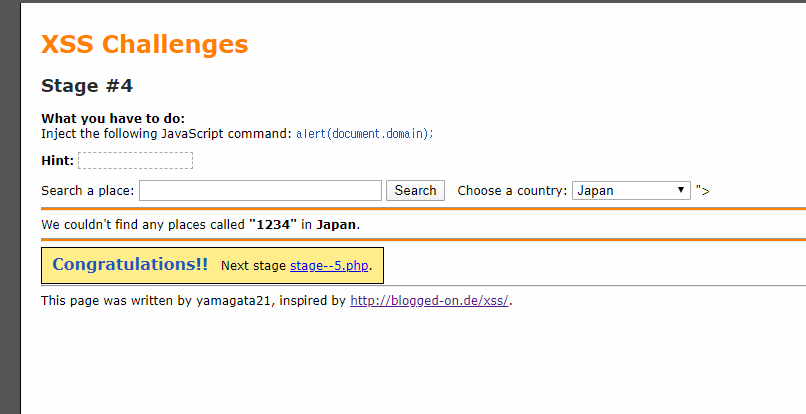 XSS Challenges
Stage #4
What you have to do:
Inject the following JavaScript command: alert(document.domain);
Hint:
Search a place: Search Choose a country: Japan ">
We couldn't find any places called "1234" in Japan.
Congratulations!! Next stage stage--5.php.
This page was written by yamagata21, inspired by http://blogged-on.de/xss/.